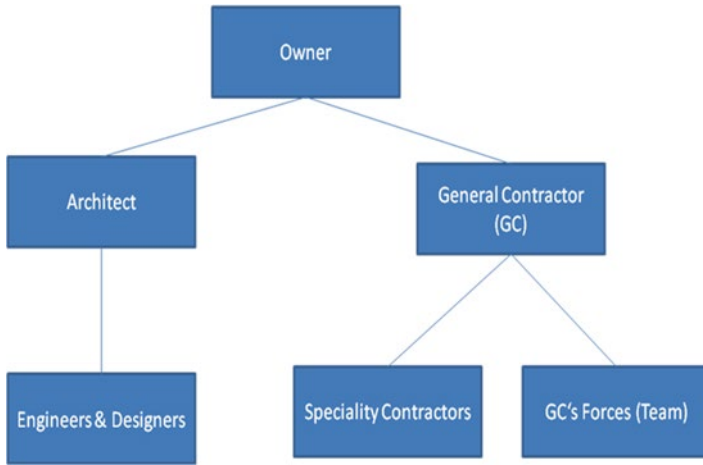 Owner
Architect
General Contractor
(GC)
Engineers & Designers
Speciality Contractors
GC's Forces (Team)